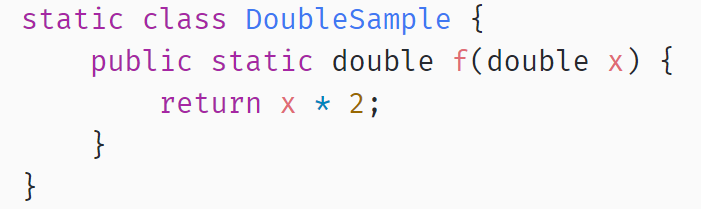 static class DoubleSample {
    public static double f(double x) {
        return x * 2;
    }
}